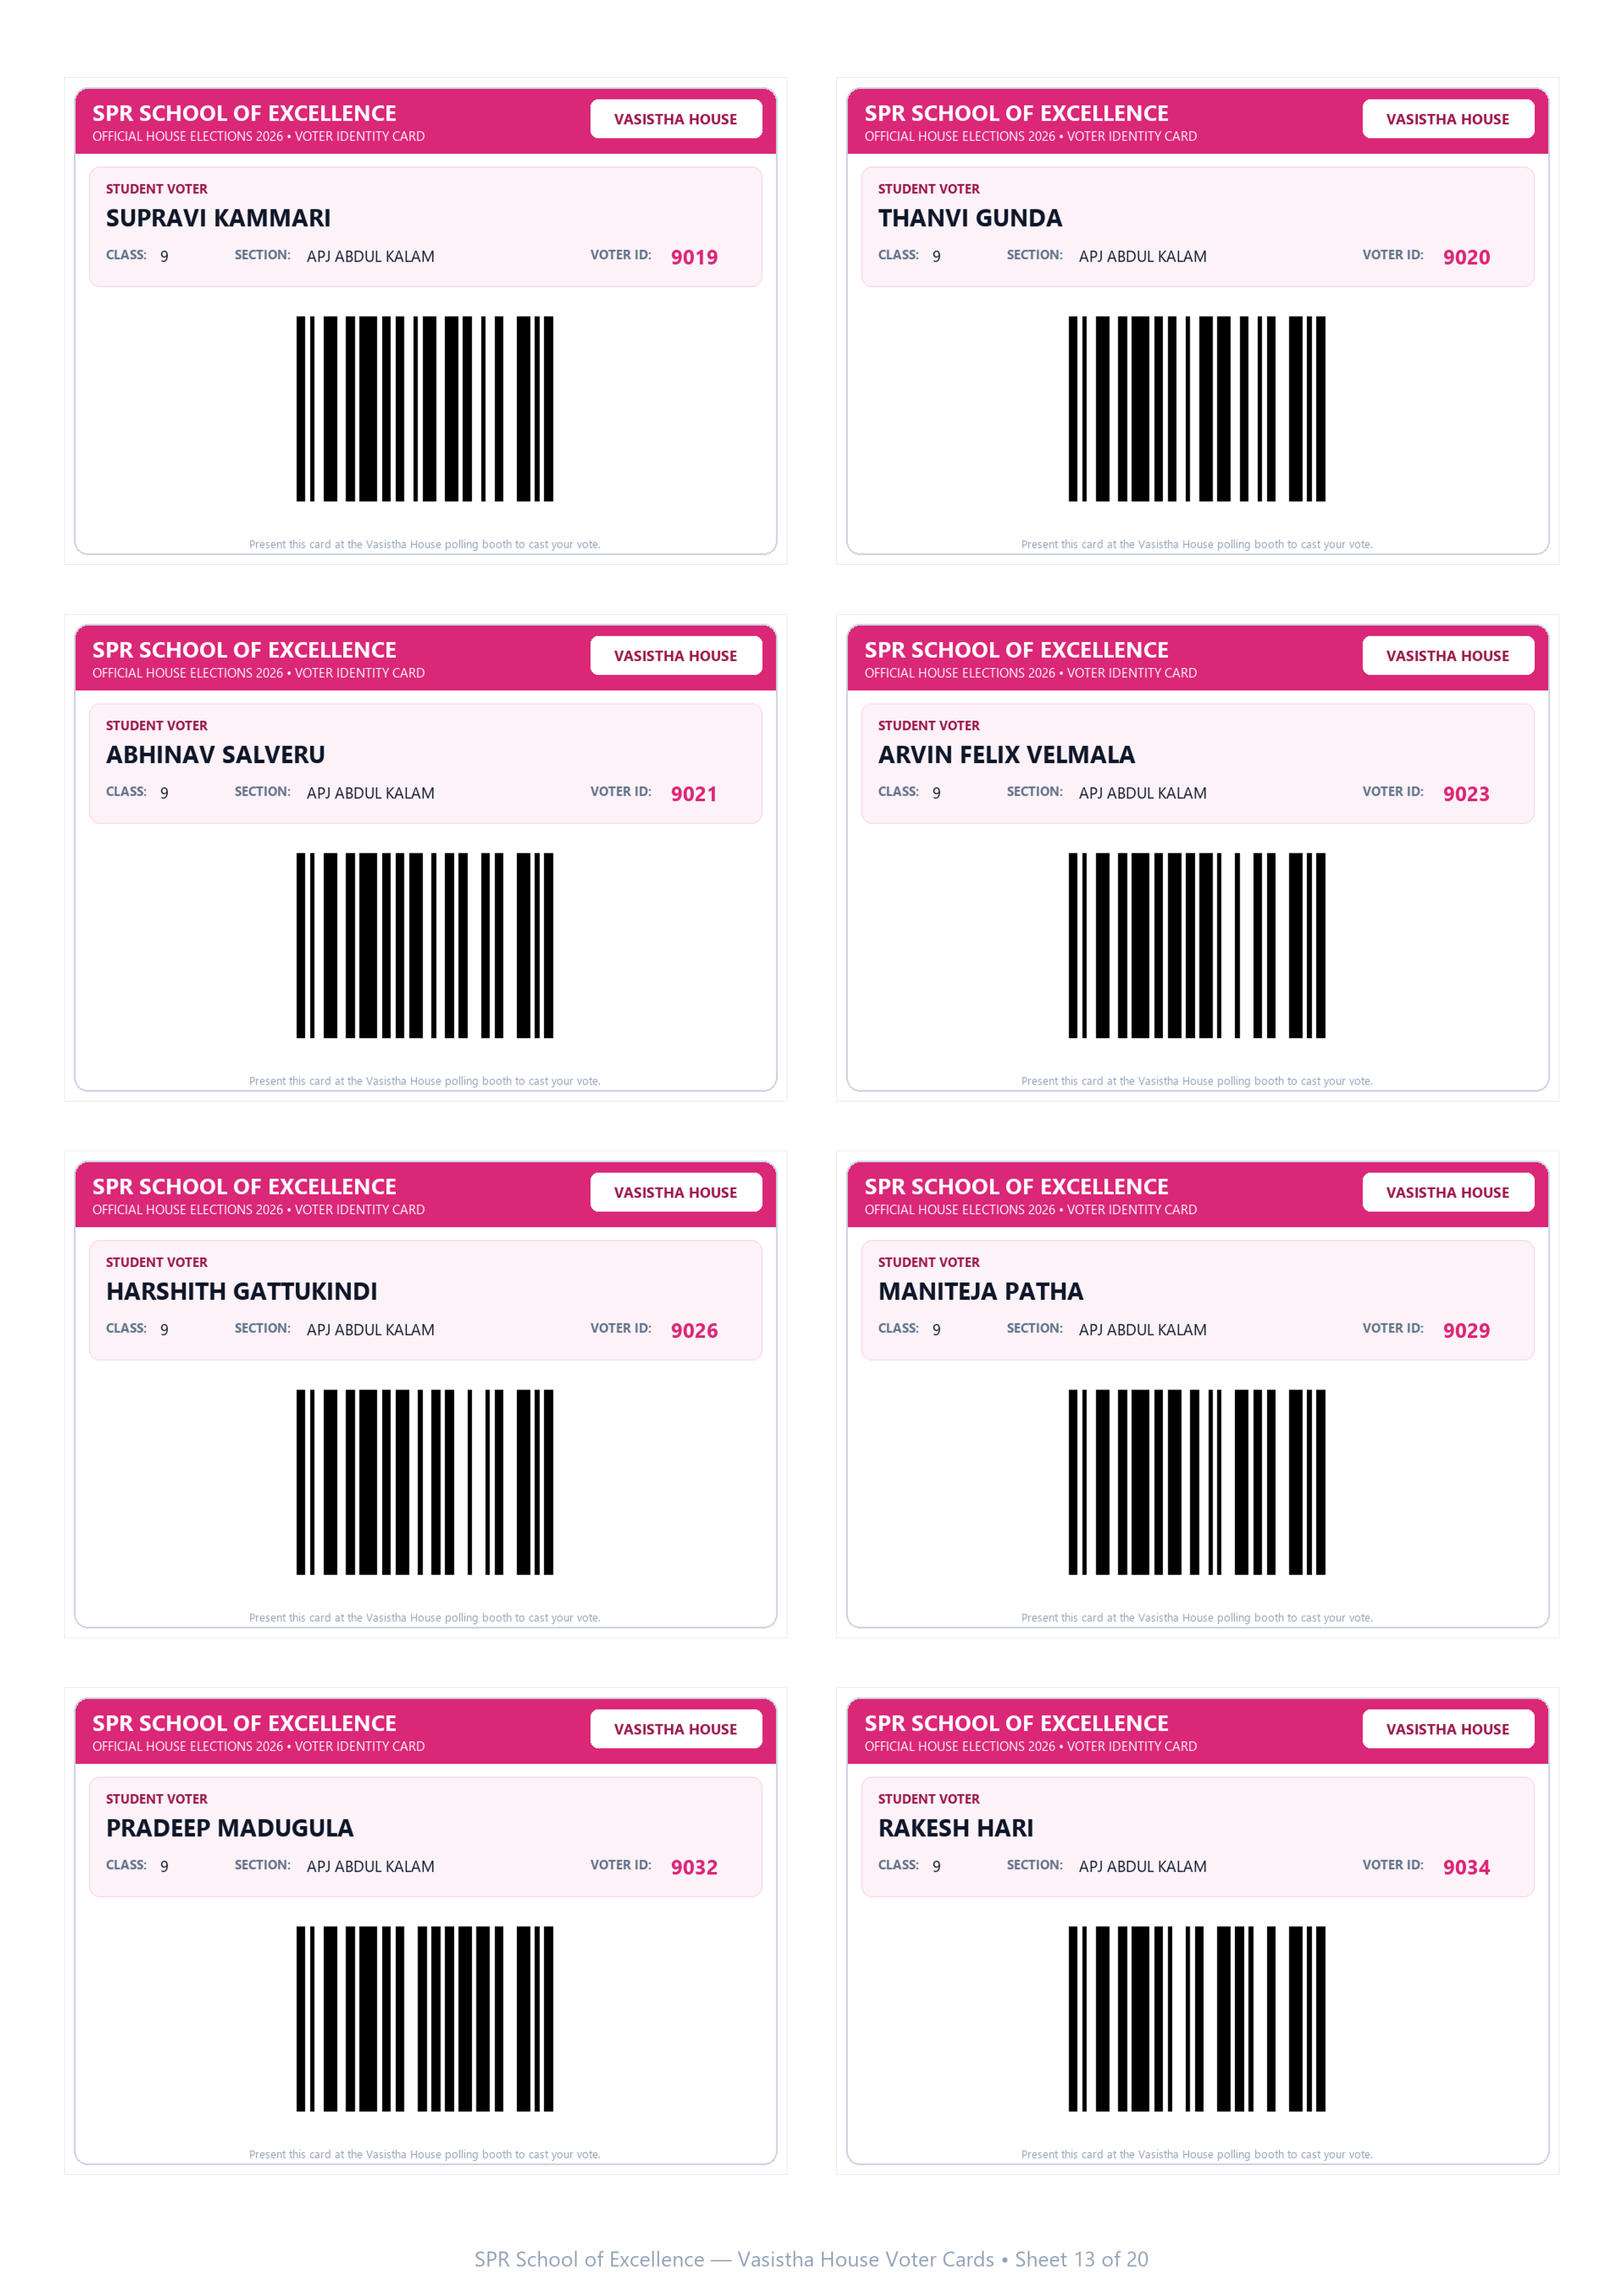 SPR SCHOOL OF EXCELLENCE
OFFICIAL HOUSE ELECTIONS 2026 • VOTER IDENTITY CARD
VASISTHA HOUSE
STUDENT VOTER
SUPRAVI KAMMARI
CLASS: 9 SECTION: APJ ABDUL KALAM VOTER ID: 9019
Present this card at the Vasistha House polling booth to cast your vote.
SPR SCHOOL OF EXCELLENCE
OFFICIAL HOUSE ELECTIONS 2026 • VOTER IDENTITY CARD
VASISTHA HOUSE
STUDENT VOTER
THANVI GUNDA
CLASS: 9 SECTION: APJ ABDUL KALAM VOTER ID: 9020
Present this card at the Vasistha House polling booth to cast your vote.
SPR SCHOOL OF EXCELLENCE
OFFICIAL HOUSE ELECTIONS 2026 • VOTER IDENTITY CARD
VASISTHA HOUSE
STUDENT VOTER
ABHINAV SALVERU
CLASS: 9 SECTION: APJ ABDUL KALAM VOTER ID: 9021
Present this card at the Vasistha House polling booth to cast your vote.
SPR SCHOOL OF EXCELLENCE
OFFICIAL HOUSE ELECTIONS 2026 • VOTER IDENTITY CARD
VASISTHA HOUSE
STUDENT VOTER
ARVIN FELIX VELMALA
CLASS: 9 SECTION: APJ ABDUL KALAM VOTER ID: 9023
Present this card at the Vasistha House polling booth to cast your vote.
SPR SCHOOL OF EXCELLENCE
OFFICIAL HOUSE ELECTIONS 2026 • VOTER IDENTITY CARD
VASISTHA HOUSE
STUDENT VOTER
HARSHITH GATTUKINDI
CLASS: 9 SECTION: APJ ABDUL KALAM VOTER ID: 9026
Present this card at the Vasistha House polling booth to cast your vote.
SPR SCHOOL OF EXCELLENCE
OFFICIAL HOUSE ELECTIONS 2026 • VOTER IDENTITY CARD
VASISTHA HOUSE
STUDENT VOTER
MANITEJA PATHA
CLASS: 9 SECTION: APJ ABDUL KALAM VOTER ID: 9029
Present this card at the Vasistha House polling booth to cast your vote.
SPR SCHOOL OF EXCELLENCE
OFFICIAL HOUSE ELECTIONS 2026 • VOTER IDENTITY CARD
VASISTHA HOUSE
STUDENT VOTER
PRADEEP MADUGULA
CLASS: 9 SECTION: APJ ABDUL KALAM VOTER ID: 9032
Present this card at the Vasistha House polling booth to cast your vote.
SPR SCHOOL OF EXCELLENCE
OFFICIAL HOUSE ELECTIONS 2026 • VOTER IDENTITY CARD
VASISTHA HOUSE
STUDENT VOTER
RAKESH HARI
CLASS: 9 SECTION: APJ ABDUL KALAM VOTER ID: 9034
Present this card at the Vasistha House polling booth to cast your vote.
SPR School of Excellence — Vasistha House Voter Cards • Sheet 13 of 20